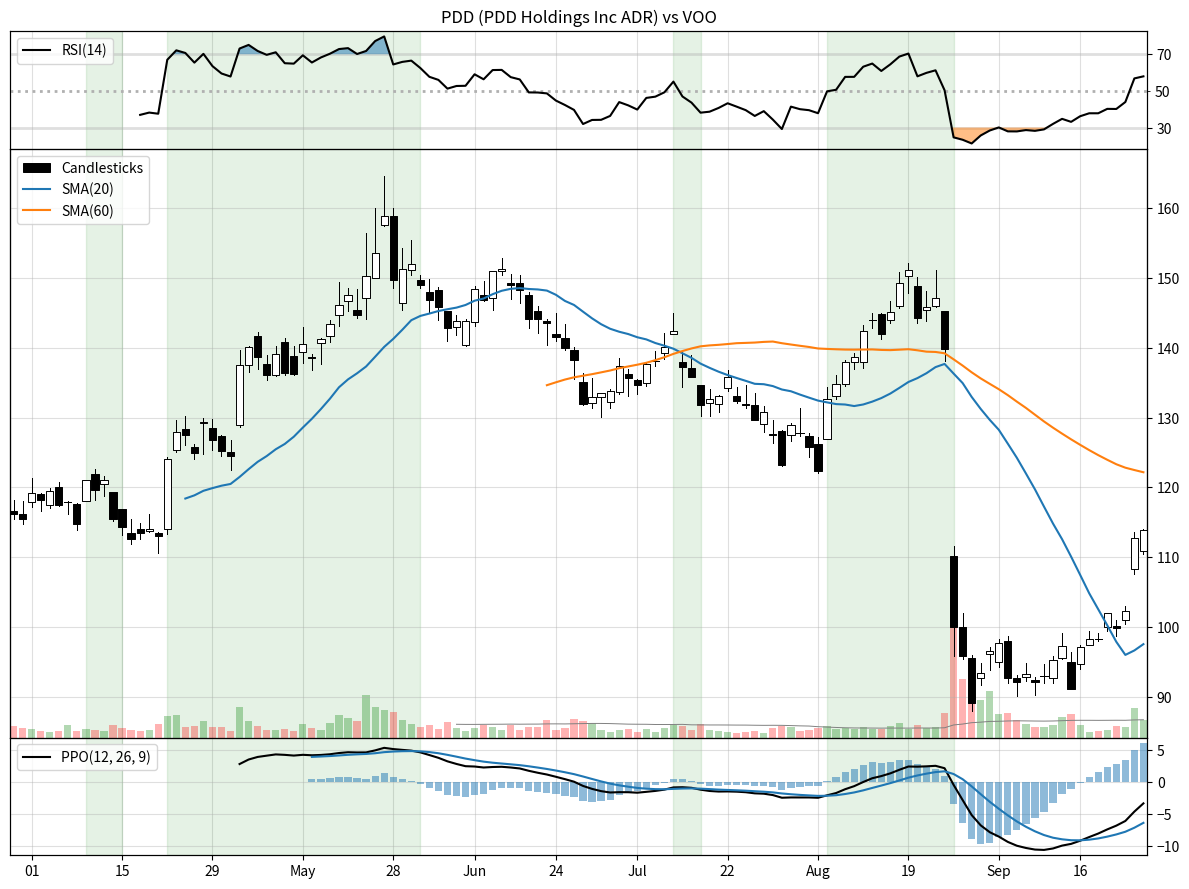 PDD (PDD Holdings Inc ADR) vs VOO
RSI(14)
70
50
30
Candlesticks
SMA(20)
SMA(60)
160
150
140
130
120
110
100
90
PPO(12, 26, 9)
5
0
−5
−10
01 15 29 May 28 Jun 24 Jul 22 Aug 19 Sep 16